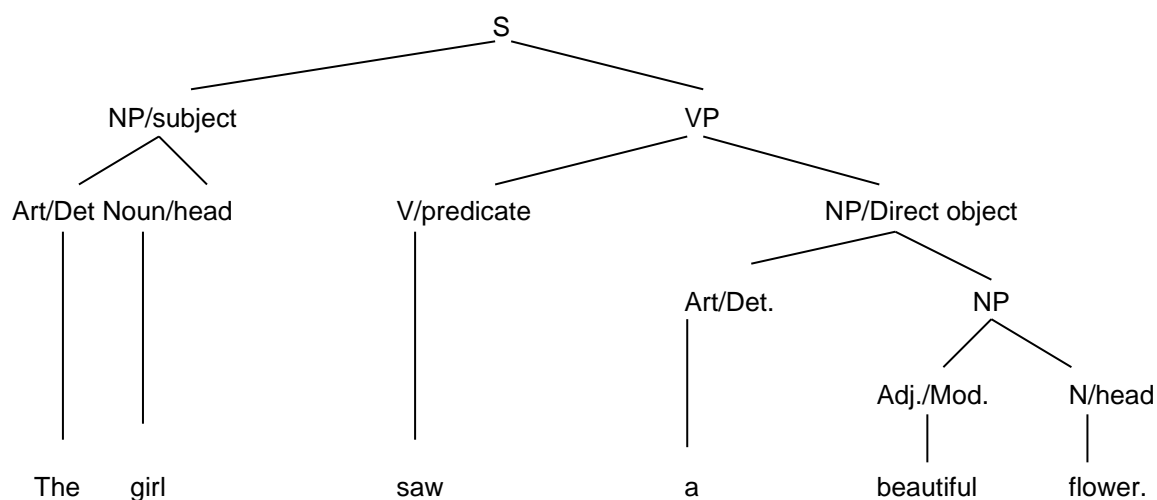 S
NP/subject VP
Art/Det Noun/head V/predicate NP/Direct object
Art/Det. NP
Adj./Mod. N/head
The girl saw a beautiful flower.